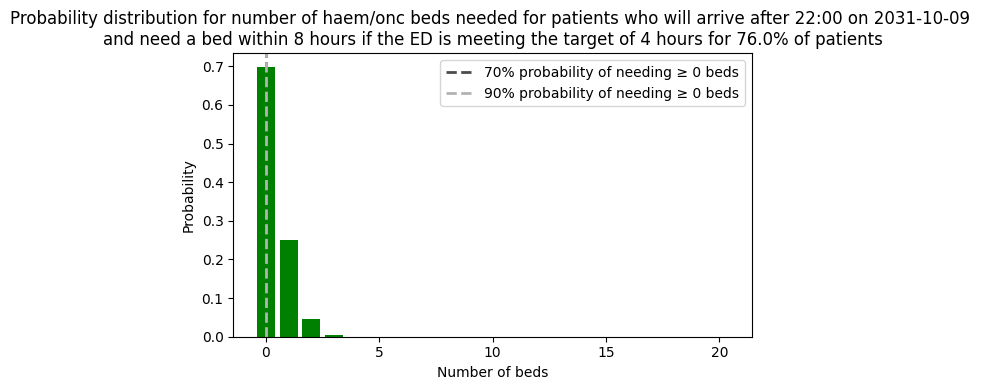 Probability distribution for number of haem/onc beds needed for patients who will arrive after 22:00 on 2031-10-09
and need a bed within 8 hours if the ED is meeting the target of 4 hours for 76.0% of patients
70% probability of needing ≥ 0 beds
90% probability of needing ≥ 0 beds
Probability
0.7
0.6
0.5
0.4
0.3
0.2
0.1
0.0
0
5
10
15
20
Number of beds